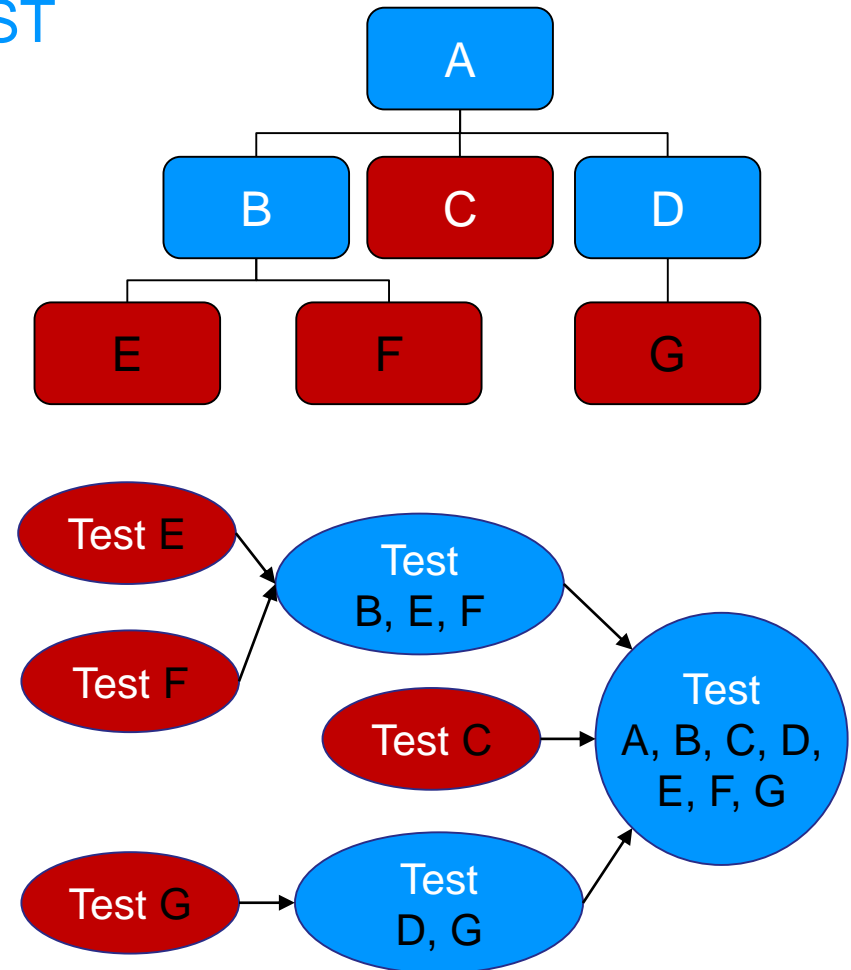 ST
A
B
C
D
E
F
G
Test E
Test
B, E, F
Test F
Test C
Test
A, B, C, D,
E, F, G
Test G
Test
D, G